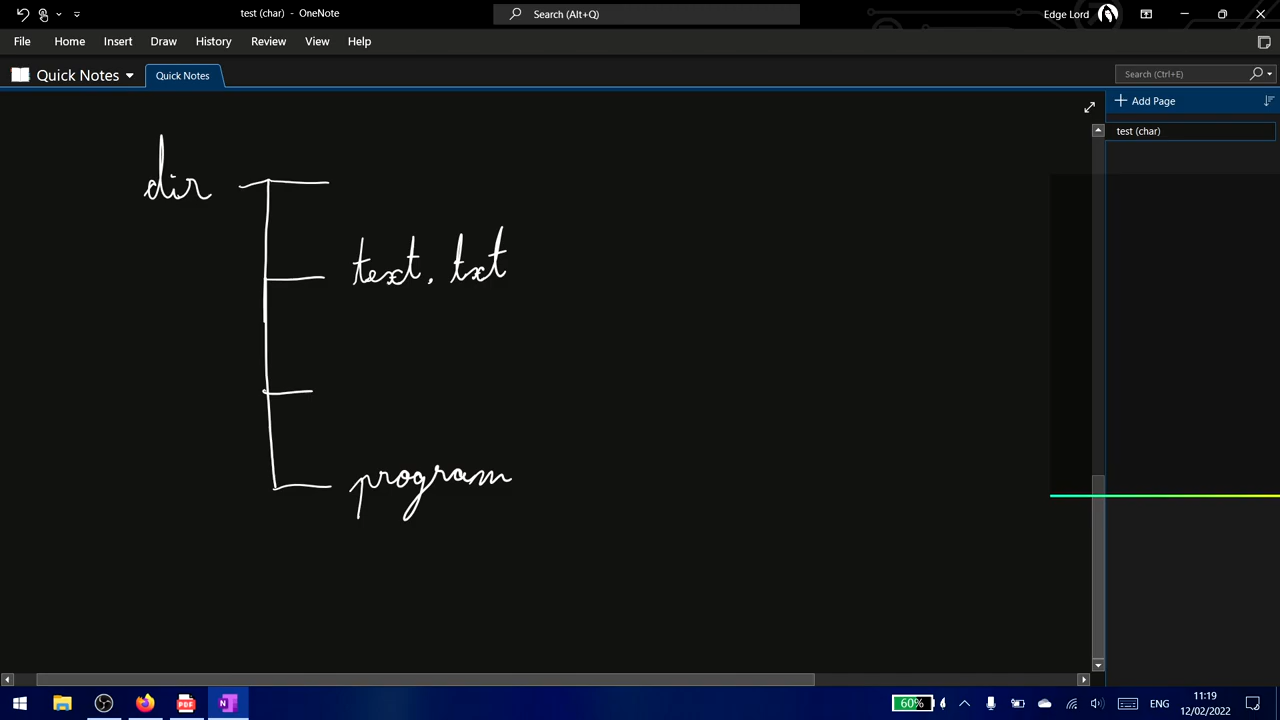 test (char) - OneNote
Search (Alt+Q)
Edge Lord
File Home Insert Draw History Review View Help
Quick Notes
Quick Notes
Search (Ctrl+E)
Add Page
test (char)
dir
text. txt
program
60%
ENG
11:19
12/02/2022